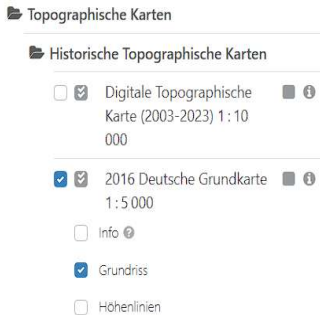 Topographische Karten
Historische Topographische Karten
Digitale Topographische
Karte (2003-2023) 1 : 10
000
2016 Deutsche Grundkarte
1 : 5 000
Info
Grundriss
Höhenlinien